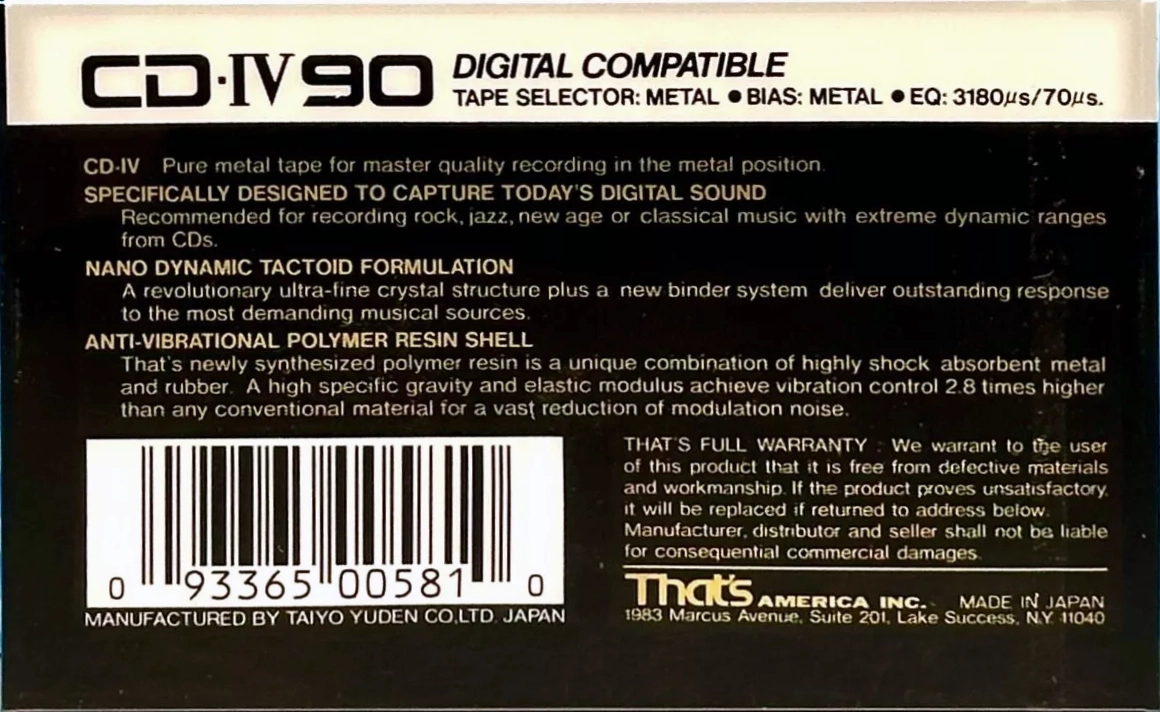 CD·IV 90 DIGITAL COMPATIBLE
TAPE SELECTOR: METAL ● BIAS: METAL ● EQ: 3180µs/70µs.
CD·IV Pure metal tape for master quality recording in the metal position.
SPECIFICALLY DESIGNED TO CAPTURE TODAY'S DIGITAL SOUND
Recommended for recording rock, jazz, new age or classical music with extreme dynamic ranges
from CDs.
NANO DYNAMIC TACTOID FORMULATION
A revolutionary ultra-fine crystal structure plus a new binder system deliver outstanding response
to the most demanding musical sources.
ANTI-VIBRATIONAL POLYMER RESIN SHELL
That's newly synthesized polymer resin is a unique combination of highly shock absorbent metal
and rubber. A high specific gravity and elastic modulus achieve vibration control 2.8 times higher
than any conventional material for a vast reduction of modulation noise.
0 93365 00581 0
MANUFACTURED BY TAIYO YUDEN CO.LTD. JAPAN
THAT'S FULL WARRANTY : We warrant to the user
of this product that it is free from defective materials
and workmanship. If the product proves unsatisfactory,
it will be replaced if returned to address below.
Manufacturer, distributor and seller shall not be liable
for consequential commercial damages.
That's AMERICA INC. MADE IN JAPAN
1983 Marcus Avenue, Suite 201, Lake Success, N.Y. 11040